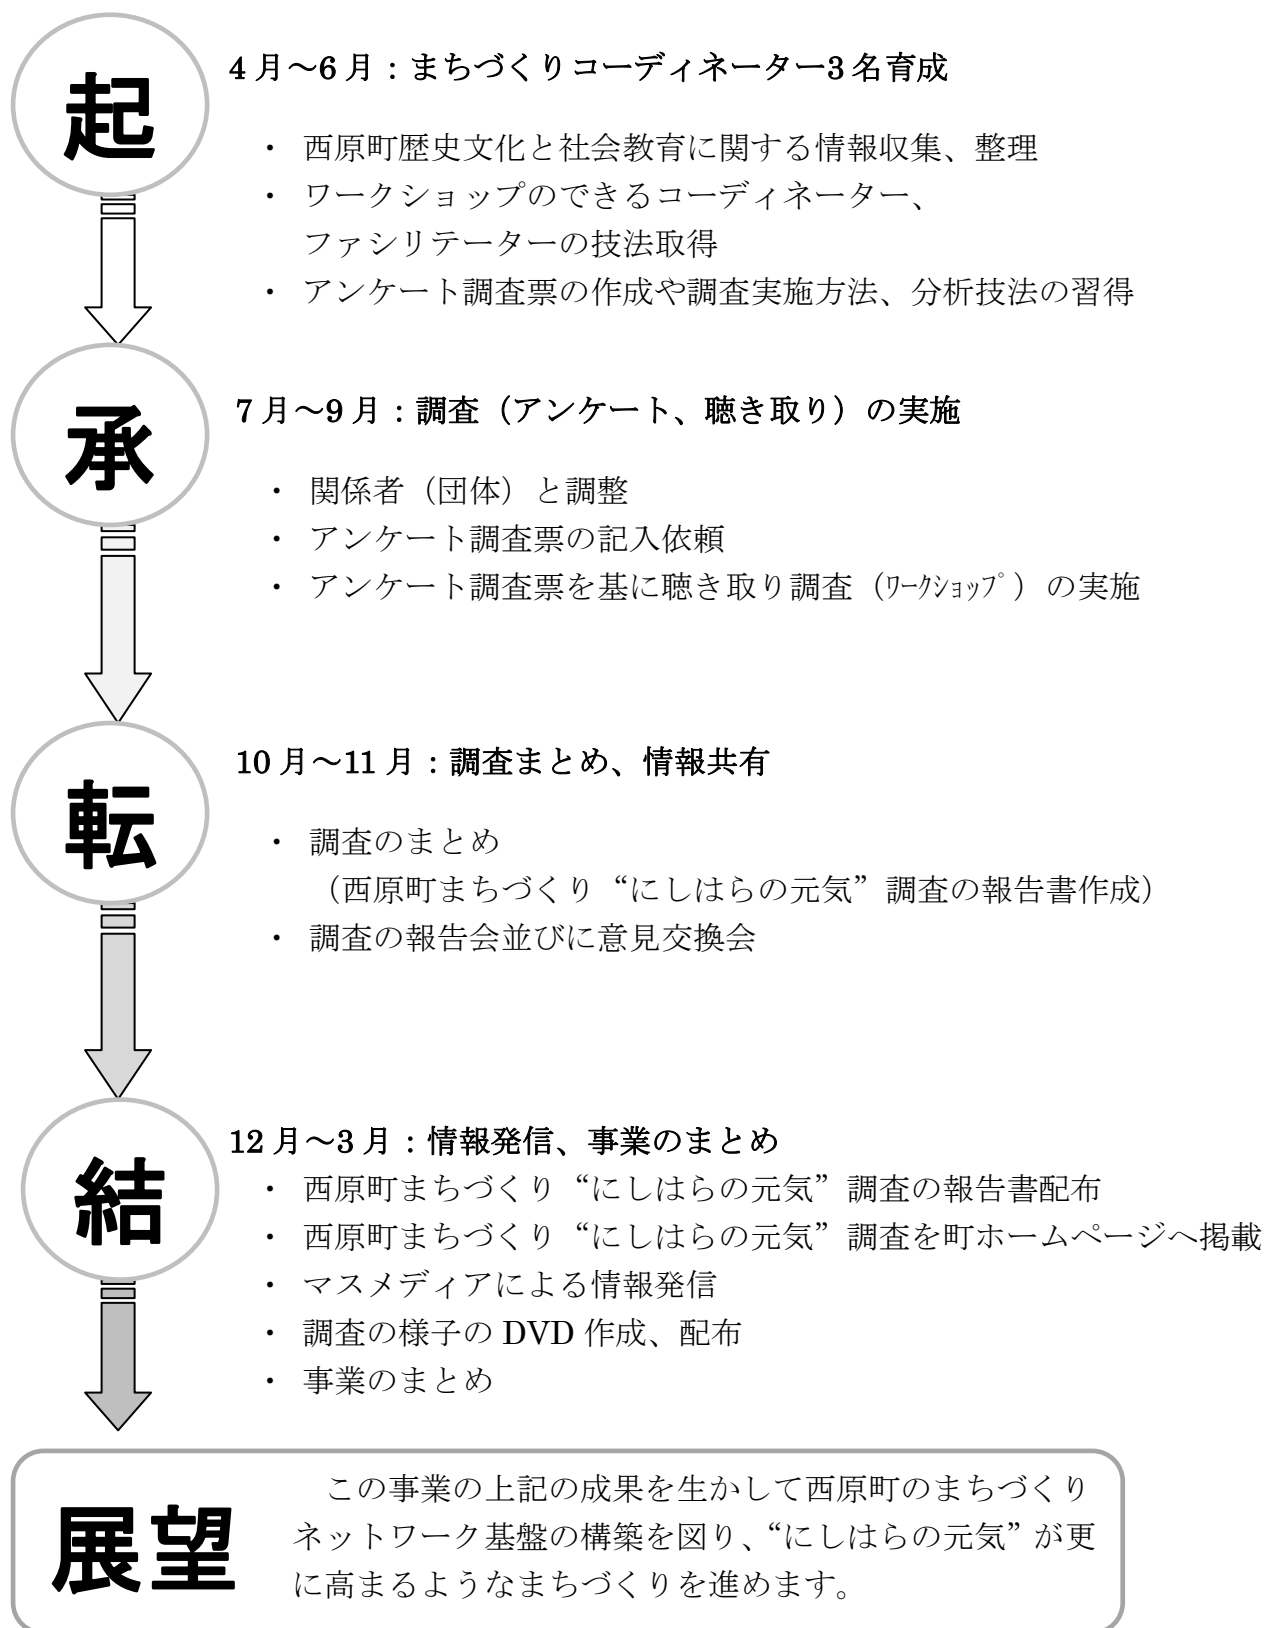 起
4月～6月：まちづくりコーディネーター3名育成
・ 西原町歴史文化と社会教育に関する情報収集、整理
・ ワークショップのできるコーディネーター、
ファシリテーターの技法取得
・ アンケート調査票の作成や調査実施方法、分析技法の習得
承
7月～9月：調査（アンケート、聴き取り）の実施
・ 関係者（団体）と調整
・ アンケート調査票の記入依頼
・ アンケート調査票を基に聴き取り調査（ﾜｰｸｼｮｯﾌﾟ）の実施
転
10月～11月：調査まとめ、情報共有
・ 調査のまとめ
（西原町まちづくり“にしはらの元気”調査の報告書作成）
・ 調査の報告会並びに意見交換会
結
12月～3月：情報発信、事業のまとめ
・ 西原町まちづくり“にしはらの元気”調査の報告書配布
・ 西原町まちづくり“にしはらの元気”調査を町ホームページへ掲載
・ マスメディアによる情報発信
・ 調査の様子のDVD作成、配布
・ 事業のまとめ
展望
この事業の上記の成果を生かして西原町のまちづくり
ネットワーク基盤の構築を図り、“にしはらの元気”が更
に高まるようなまちづくりを進めます。